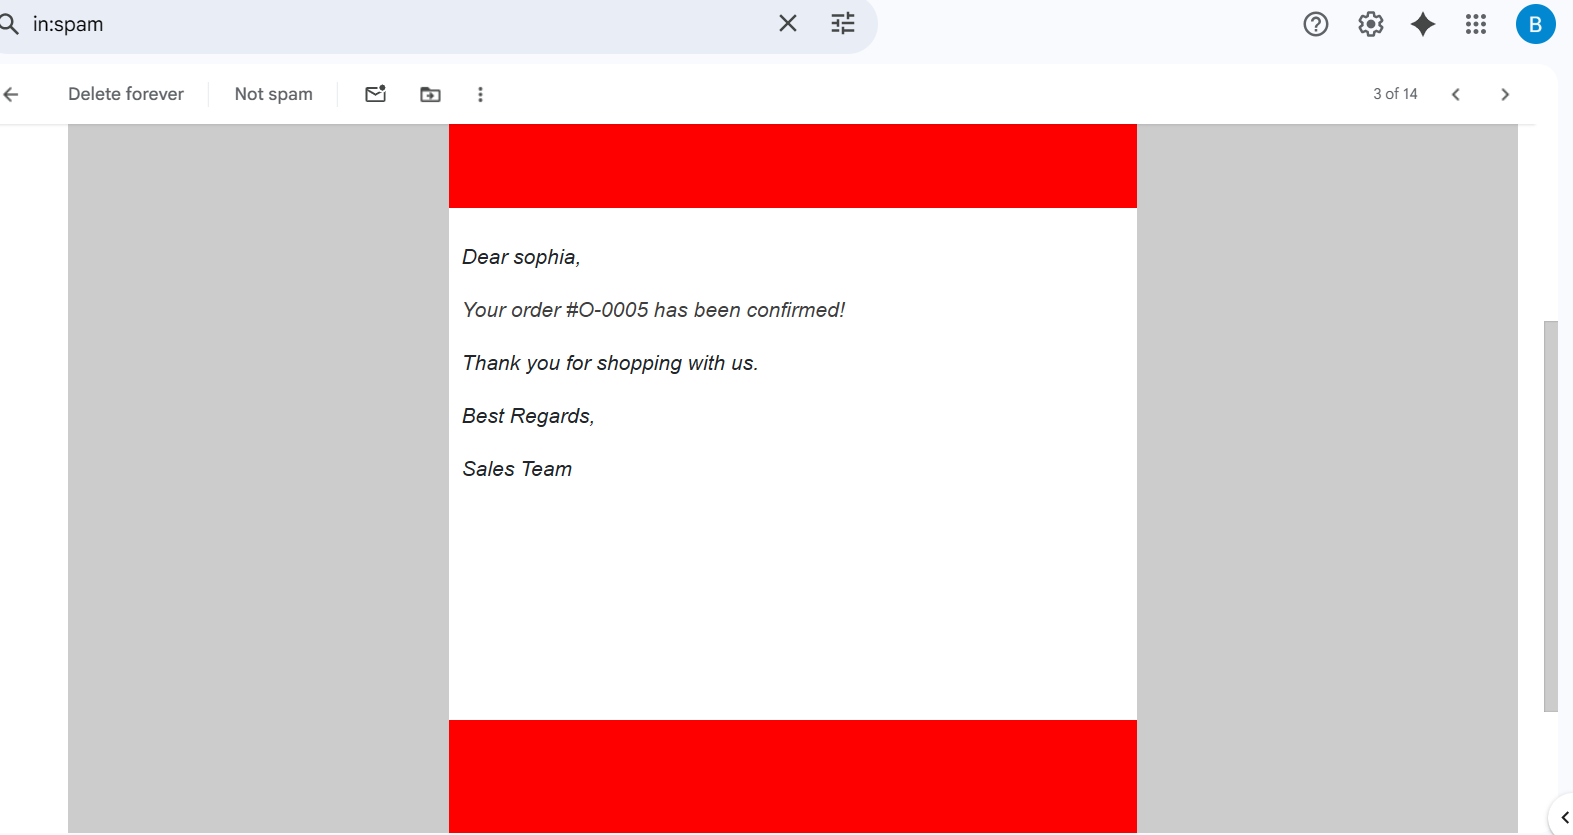 in:spam
B
Delete forever
Not spam
3 of 14
Dear sophia,
Your order #O-0005 has been confirmed!
Thank you for shopping with us.
Best Regards,
Sales Team